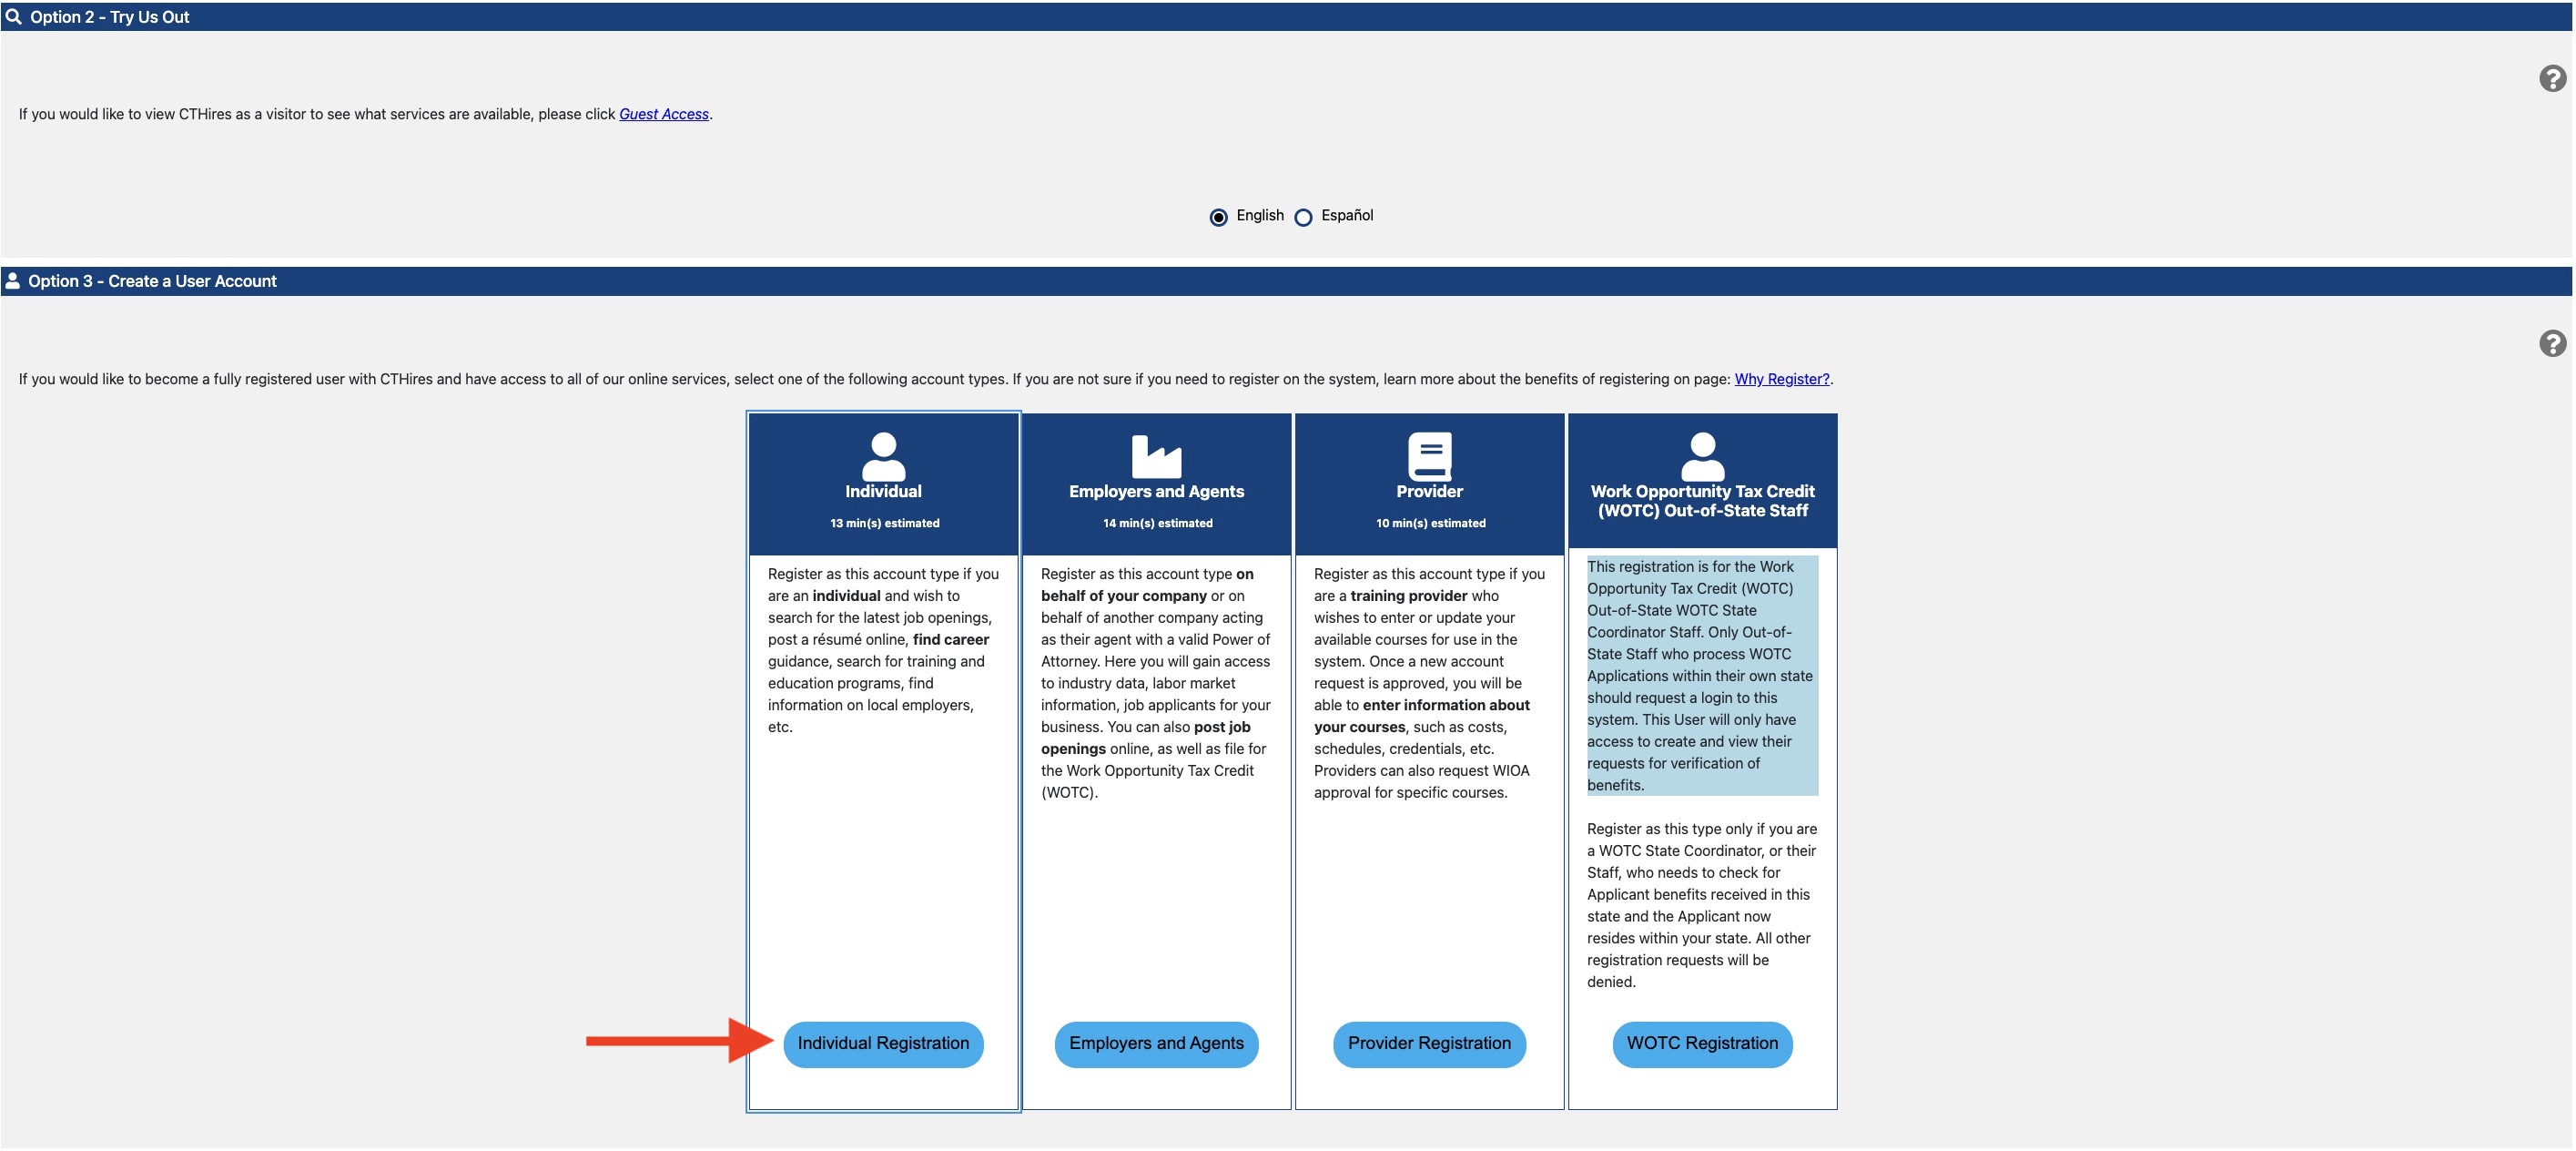 Option 2 - Try Us Out
If you would like to view CTHires as a visitor to see what services are available, please click Guest Access.
English Español
Option 3 - Create a User Account
If you would like to become a fully registered user with CTHires and have access to all of our online services, select one of the following account types. If you are not sure if you need to register on the system, learn more about the benefits of registering on page: Why Register?.
Individual
13 min(s) estimated
Register as this account type if you
are an individual and wish to
search for the latest job openings,
post a résumé online, find career
guidance, search for training and
education programs, find
information on local employers,
etc.
Individual Registration
Employers and Agents
14 min(s) estimated
Register as this account type on
behalf of your company or on
behalf of another company acting
as their agent with a valid Power of
Attorney. Here you will gain access
to industry data, labor market
information, job applicants for your
business. You can also post job
openings online, as well as file for
the Work Opportunity Tax Credit
(WOTC).
Employers and Agents
Provider
10 min(s) estimated
Register as this account type if you
are a training provider who
wishes to enter or update your
available courses for use in the
system. Once a new account
request is approved, you will be
able to enter information about
your courses, such as costs,
schedules, credentials, etc.
Providers can also request WIOA
approval for specific courses.
Provider Registration
Work Opportunity Tax Credit
(WOTC) Out-of-State Staff
This registration is for the Work
Opportunity Tax Credit (WOTC)
Out-of-State WOTC State
Coordinator Staff. Only Out-of-
State Staff who process WOTC
Applications within their own state
should request a login to this
system. This User will only have
access to create and view their
requests for verification of
benefits.
Register as this type only if you are
a WOTC State Coordinator, or their
Staff, who needs to check for
Applicant benefits received in this
state and the Applicant now
resides within your state. All other
registration requests will be
denied.
WOTC Registration